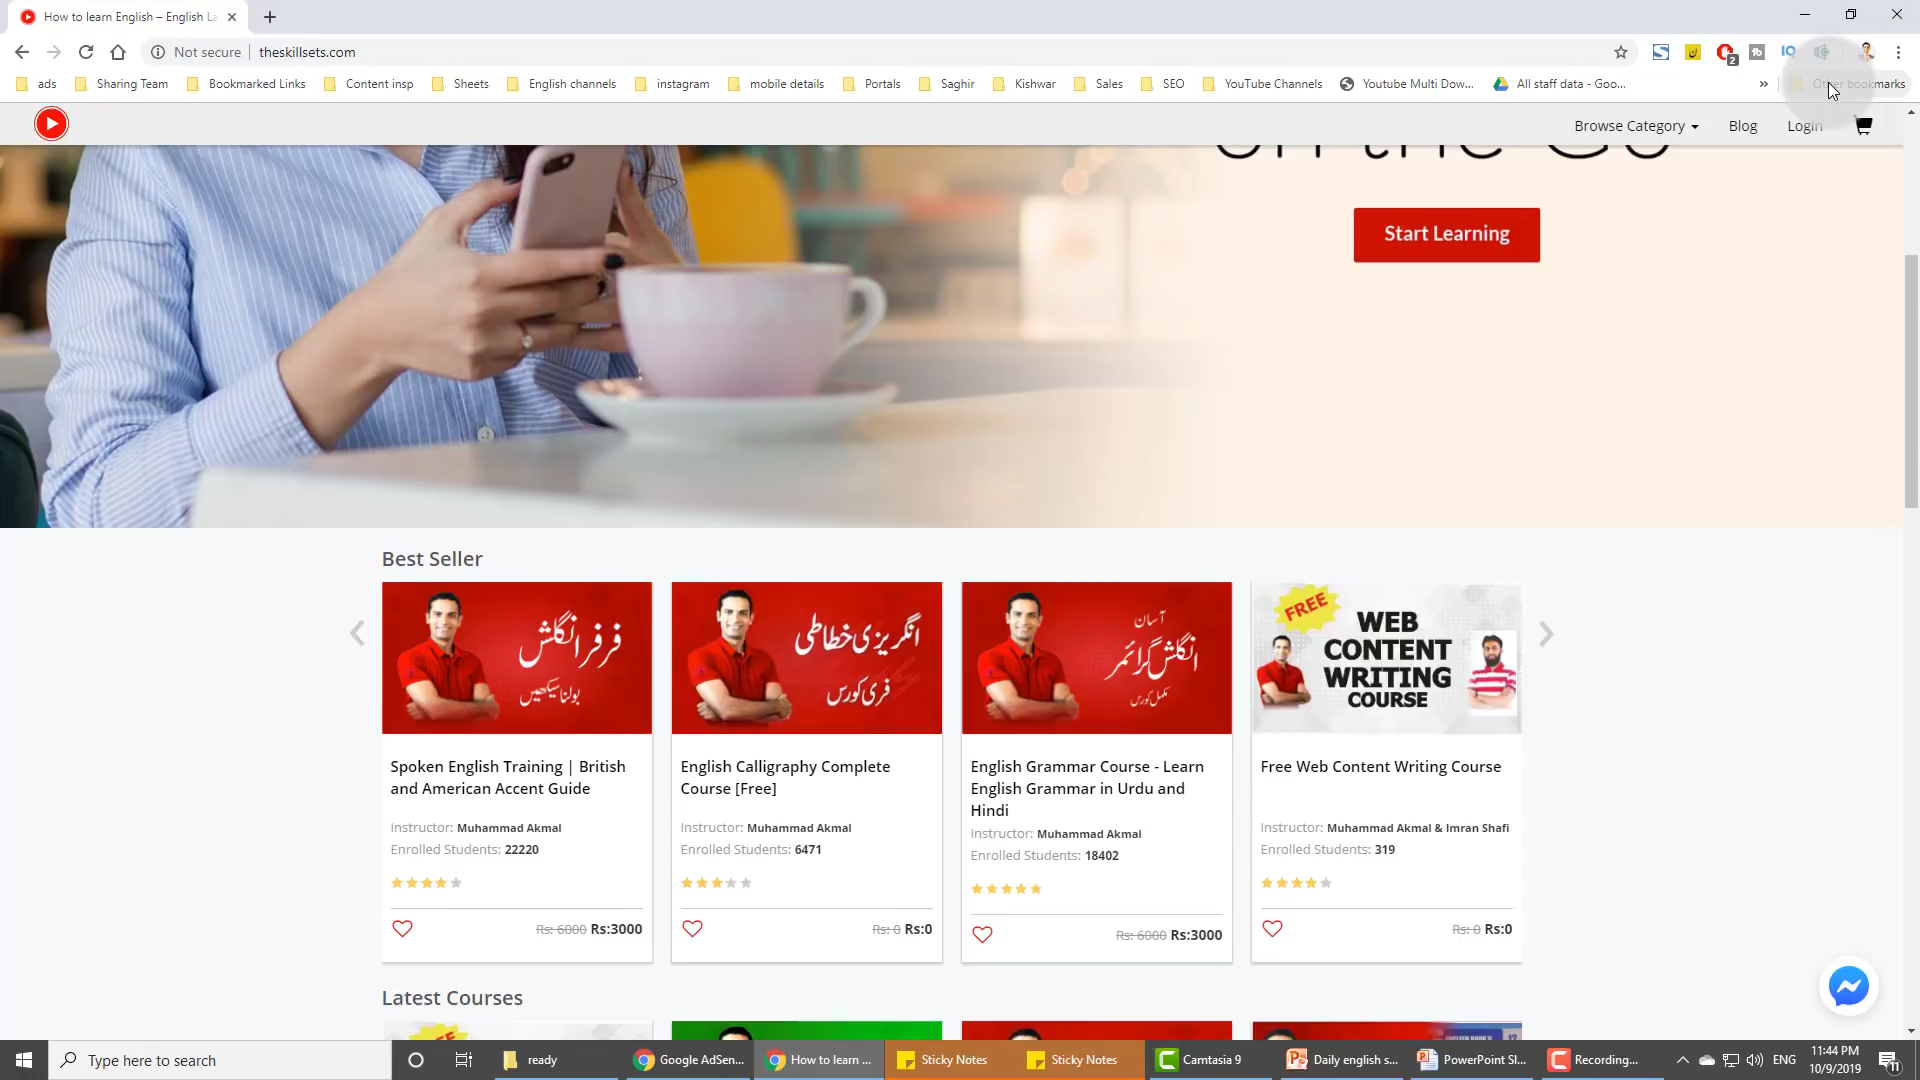 How to learn English – English La
Not secure
theskillsets.com
ads
Sharing Team
Bookmarked Links
Content insp
Sheets
English channels
instagram
mobile details
Portals
Saghir
Kishwar
Sales
SEO
YouTube Channels
Youtube Multi Dow...
All staff data - Goo...
»
Other bookmarks
Browse Category
Blog
Login
on the Go
Start Learning
Best Seller
فرفر انگلش
بولنا سیکھیں
انگریزی خطاطی
فری کورس
آسان
انگلش گرائمر
مکمل کورس
FREE
WEB
CONTENT
WRITING
COURSE
Spoken English Training | British
and American Accent Guide
Instructor: Muhammad Akmal
Enrolled Students: 22220
Rs: 6000 Rs:3000
English Calligraphy Complete
Course [Free]
Instructor: Muhammad Akmal
Enrolled Students: 6471
Rs: 0 Rs:0
English Grammar Course - Learn
English Grammar in Urdu and
Hindi
Instructor: Muhammad Akmal
Enrolled Students: 18402
Rs: 6000 Rs:3000
Free Web Content Writing Course
Instructor: Muhammad Akmal & Imran Shafi
Enrolled Students: 319
Rs: 0 Rs:0
Latest Courses
Type here to search
ready
Google AdSen...
How to learn ...
Sticky Notes
Sticky Notes
Camtasia 9
Daily english s...
PowerPoint Sl...
Recording...
ENG
11:44 PM
10/9/2019
11